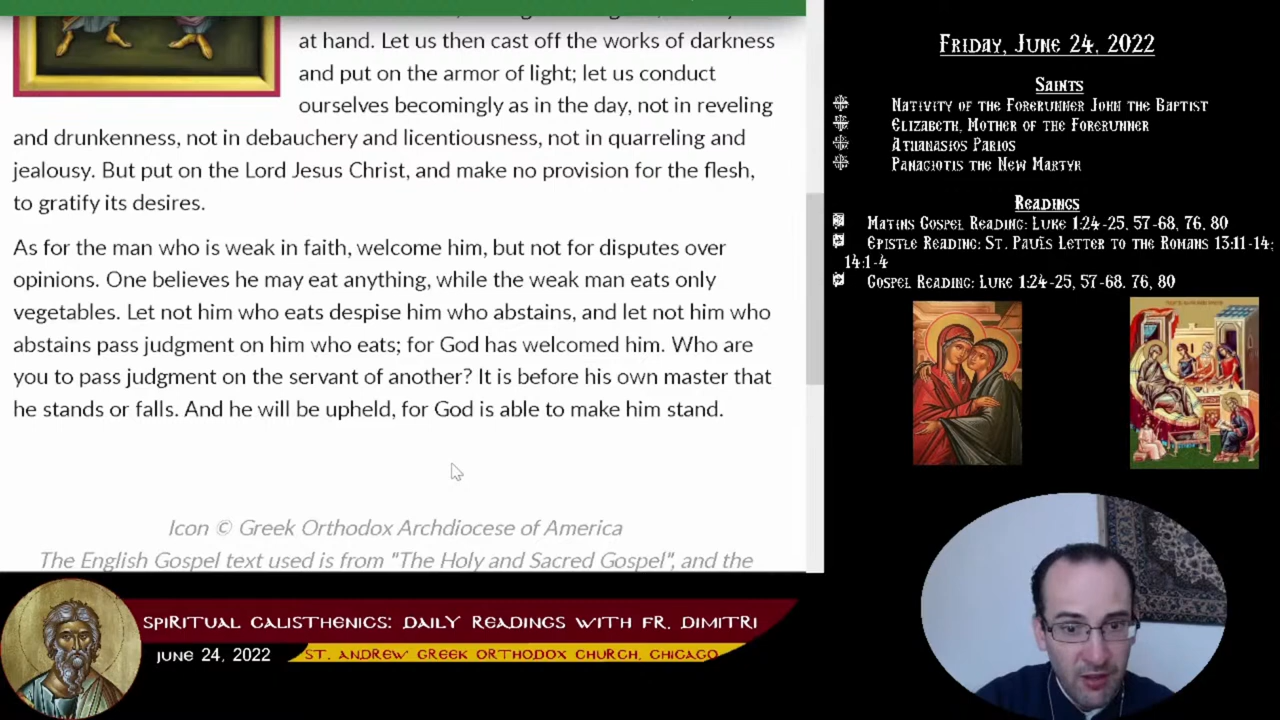 at hand. Let us then cast off the works of darkness
and put on the armor of light; let us conduct
ourselves becomingly as in the day, not in reveling
and drunkenness, not in debauchery and licentiousness, not in quarreling and
jealousy. But put on the Lord Jesus Christ, and make no provision for the flesh,
to gratify its desires.
As for the man who is weak in faith, welcome him, but not for disputes over
opinions. One believes he may eat anything, while the weak man eats only
vegetables. Let not him who eats despise him who abstains, and let not him who
abstains pass judgment on him who eats; for God has welcomed him. Who are
you to pass judgment on the servant of another? It is before his own master that
he stands or falls. And he will be upheld, for God is able to make him stand.
Icon © Greek Orthodox Archdiocese of America
The English Gospel text used is from "The Holy and Sacred Gospel", and the
Friday, June 24, 2022
Saints
Nativity of the Forerunner John the Baptist
Elizabeth, Mother of the Forerunner
Athanasios Parios
Panagiotis the New Martyr
Readings
Matins Gospel Reading: Luke 1:24-25, 57-68, 76, 80
Epistle Reading: St. Paul's Letter to the Romans 13:11-14;
14:1-4
Gospel Reading: Luke 1:24-25, 57-68, 76, 80
SPIRITUAL CALISTHENICS: DAILY READINGS WITH FR. DIMITRI
JUNE 24, 2022
ST. ANDREW GREEK ORTHODOX CHURCH, CHICAGO